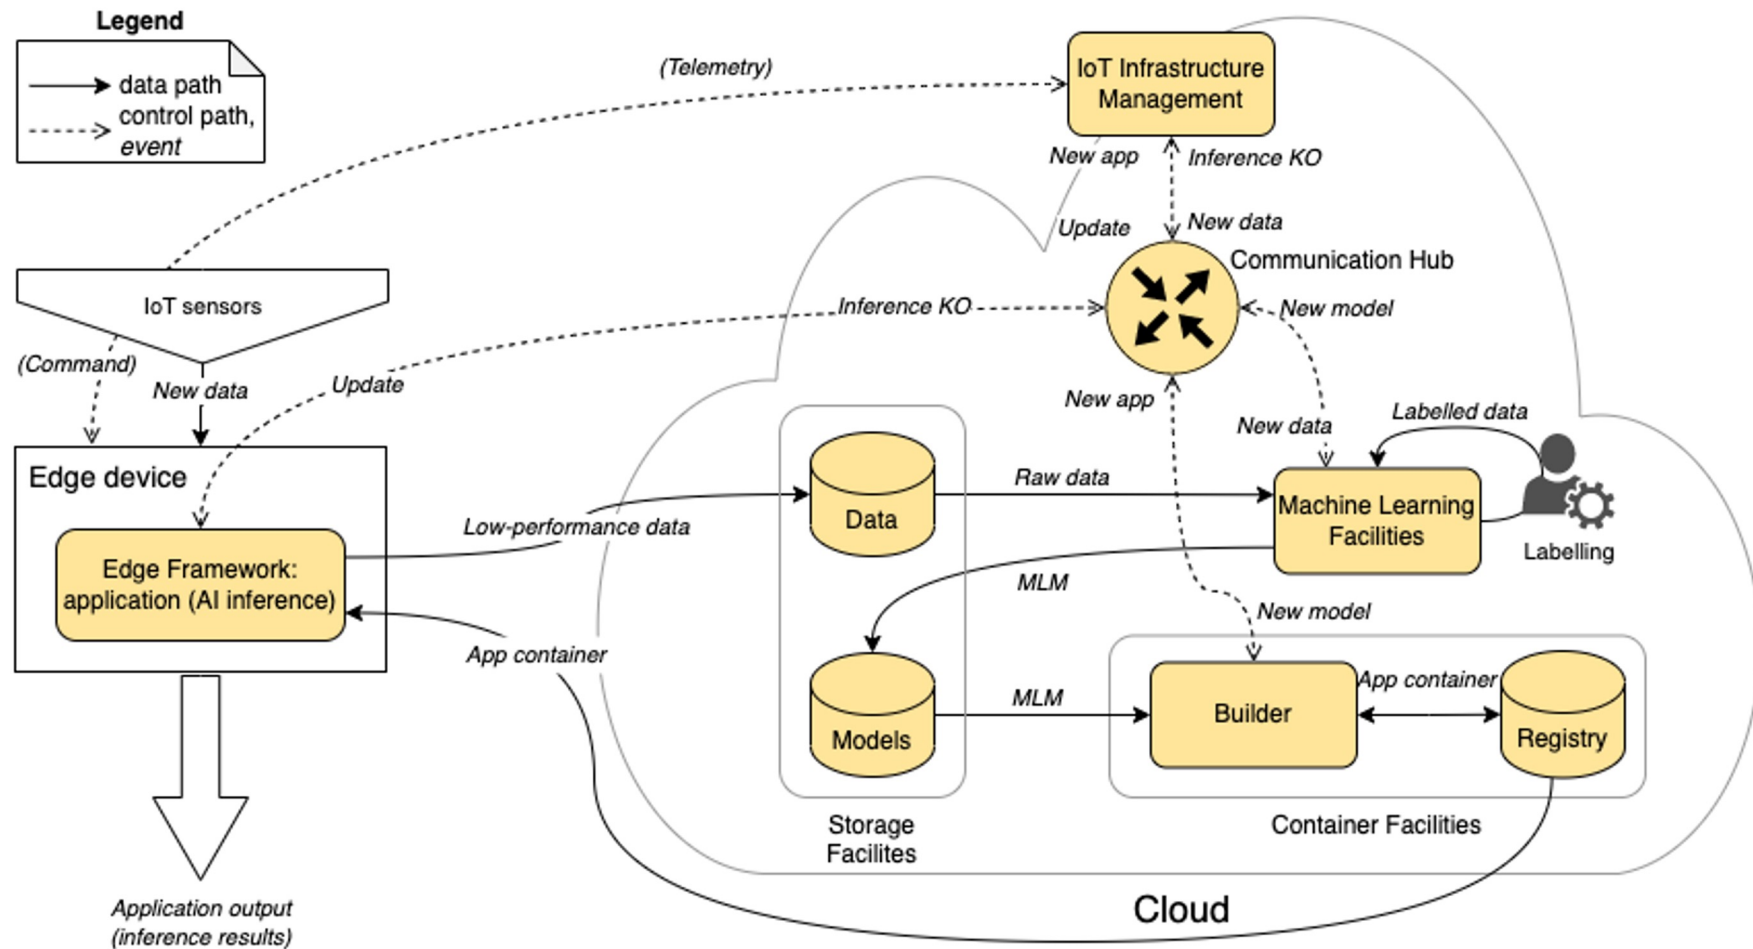 Legend
data path
control path,
event
(Telemetry)
IoT Infrastructure
Management
New app
Inference KO
Update
New data
Communication Hub
IoT sensors
Inference KO
New model
(Command)
New data
Update
New app
New data
Labelled data
Edge device
Raw data
Data
Low-performance data
Machine Learning
Facilities
Labelling
Edge Framework:
application (AI inference)
MLM
New model
App container
App container
MLM
Builder
Models
Registry
Storage
Facilites
Container Facilities
Cloud
Application output
(inference results)